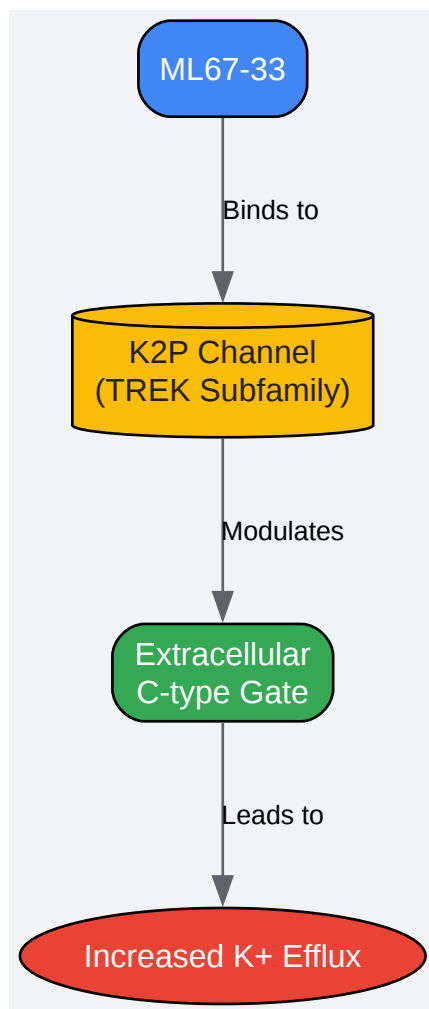 ML67-33
Binds to
K2P Channel
(TREK Subfamily)
Modulates
Extracellular
C-type Gate
Leads to
Increased K+ Efflux